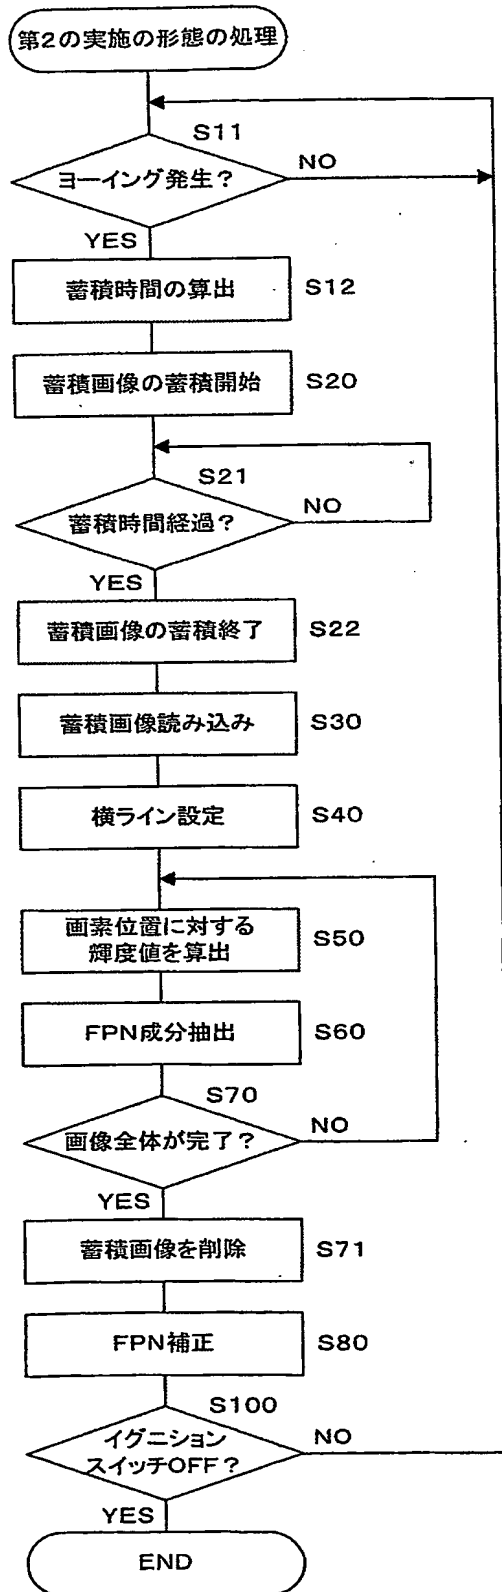 第2の実施の形態の処理
S11
ヨーイング発生?
NO
YES
蓄積時間の算出
S12
蓄積画像の蓄積開始
S20
S21
蓄積時間経過?
NO
YES
蓄積画像の蓄積終了
S22
蓄積画像読み込み
S30
横ライン設定
S40
画素位置に対する
輝度値を算出
S50
FPN成分抽出
S60
S70
画像全体が完了?
NO
YES
蓄積画像を削除
S71
FPN補正
S80
S100
イグニション
スイッチOFF?
NO
YES
END